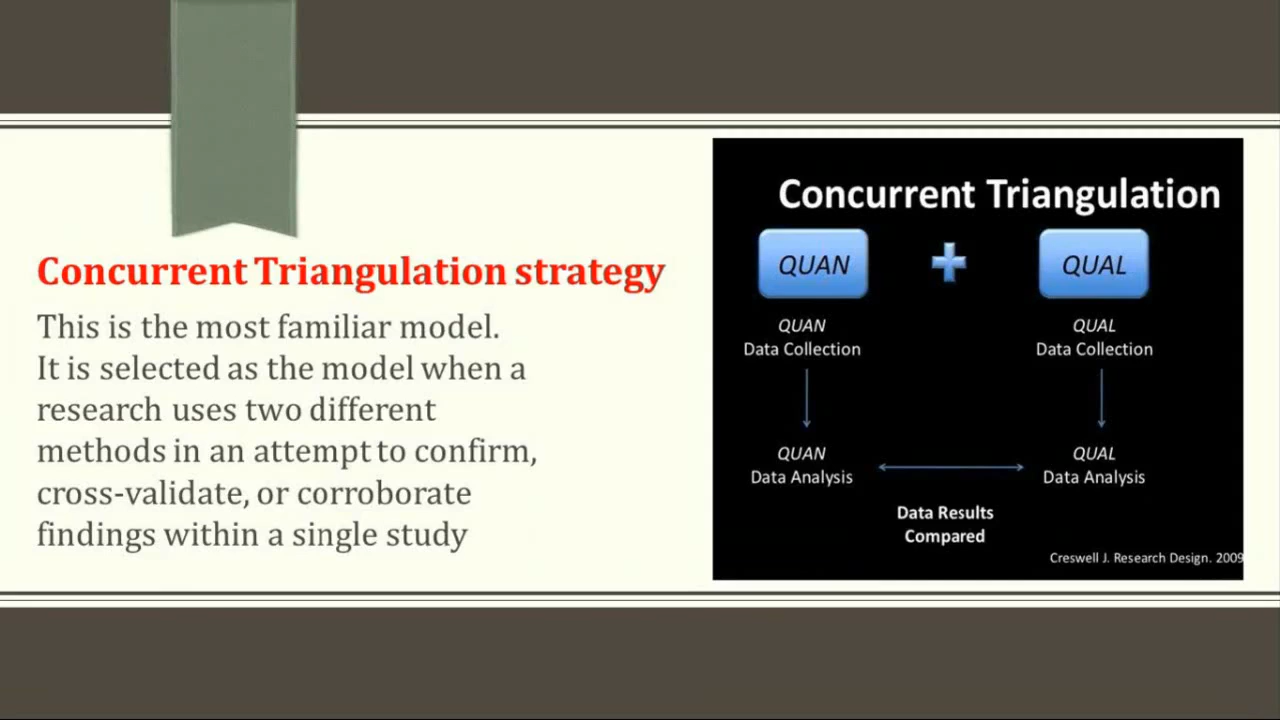 Concurrent Triangulation strategy
This is the most familiar model.
It is selected as the model when a
research uses two different
methods in an attempt to confirm,
cross-validate, or corroborate
findings within a single study
Concurrent Triangulation
QUAN + QUAL
QUAN QUAL
Data Collection Data Collection
QUAN QUAL
Data Analysis Data Analysis
Data Results
Compared
Creswell J. Research Design. 2009